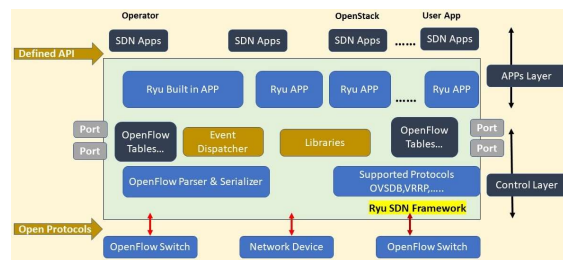 Operator
OpenStack
User App
SDN Apps
SDN Apps
SDN Apps
......
SDN Apps
Defined API
APPs Layer
Ryu Built in APP
Ryu APP
Ryu APP
......
Ryu APP
Port
Port
OpenFlow
Tables...
Event
Dispatcher
Libraries
OpenFlow
Tables...
Port
Port
OpenFlow Parser & Serializer
Supported Protocols
OVSDB,VRRP,.....
Control Layer
Ryu SDN Framework
Open Protocols
OpenFlow Switch
Network Device
OpenFlow Switch